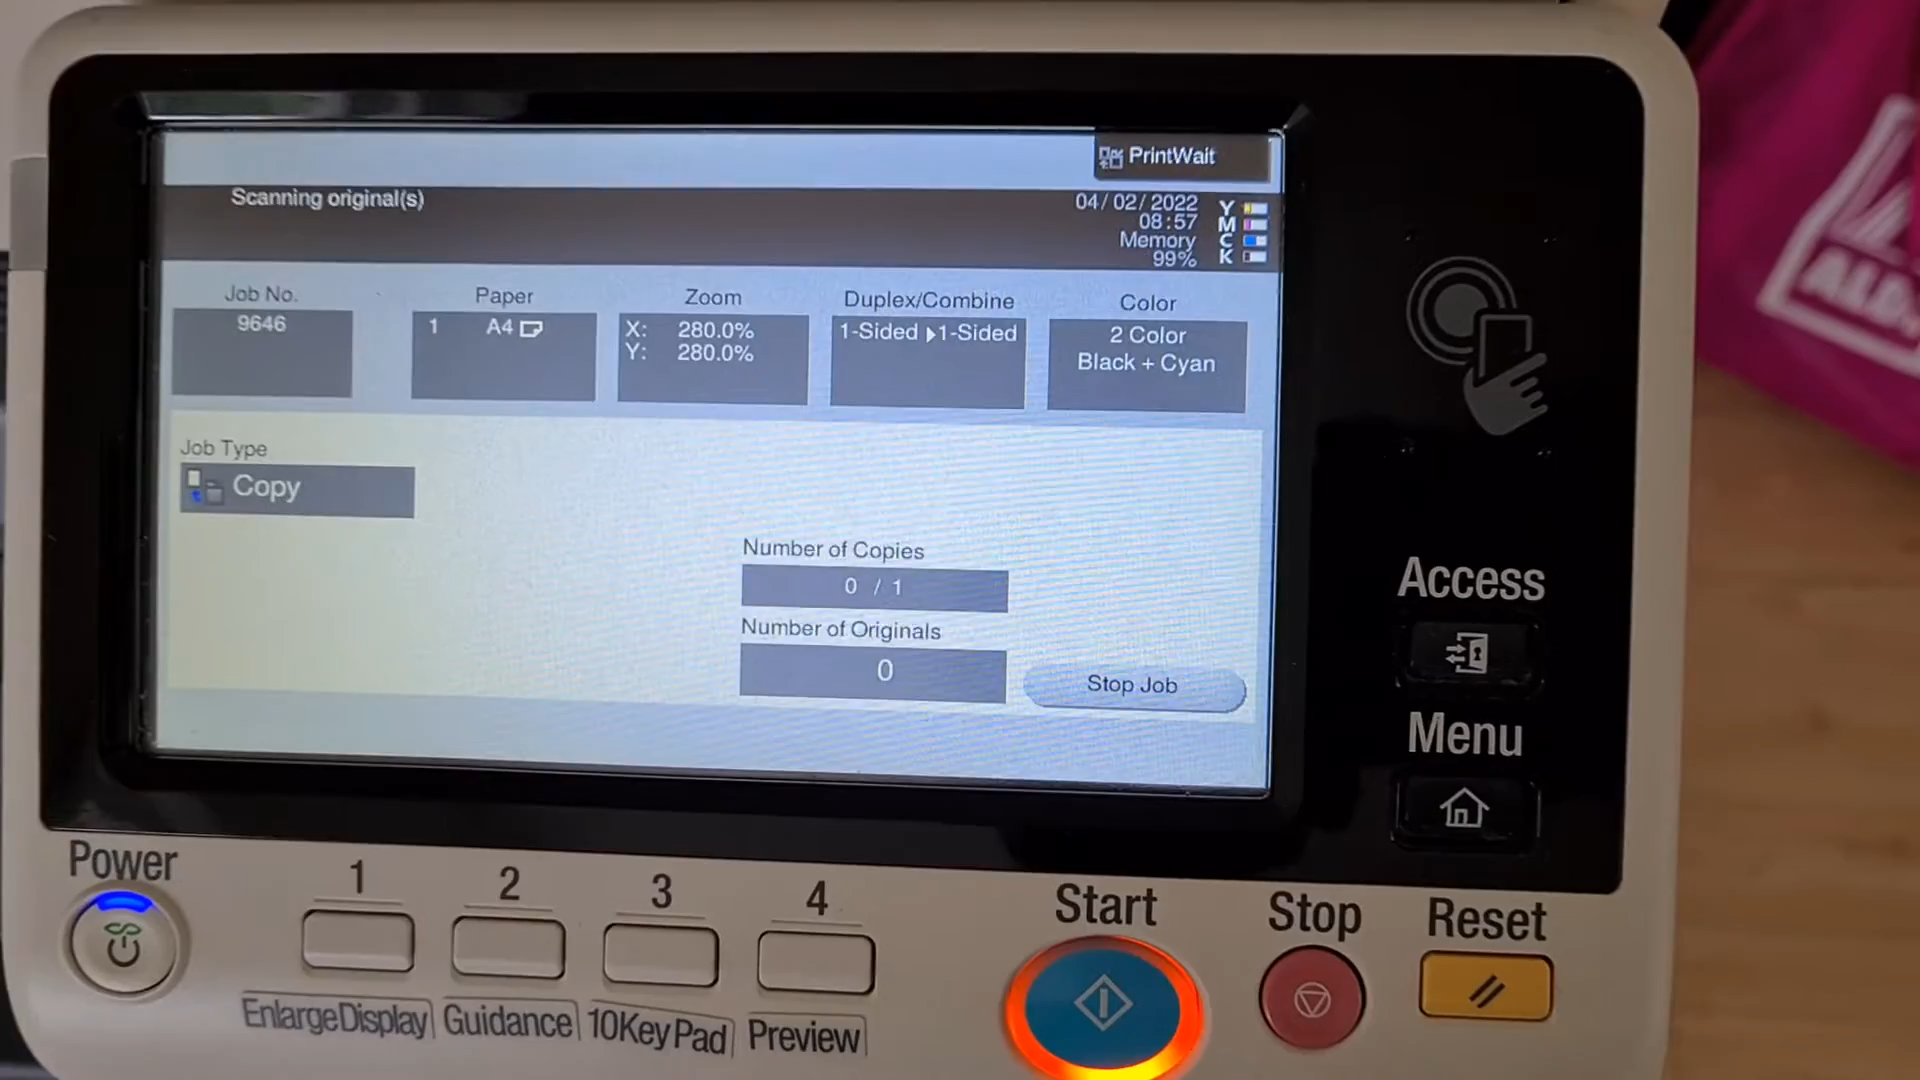 PrintWait
Scanning original(s)
04/02/2022
08:57
Memory
99%
Y
M
C
K
Job No.
9646
Paper
1 A4
Zoom
X: 280.0%
Y: 280.0%
Duplex/Combine
1-Sided ▶ 1-Sided
Color
2 Color
Black + Cyan
Job Type
Copy
Number of Copies
0 / 1
Number of Originals
0
Stop Job
Access
Menu
Power
1
2
3
4
Start
Stop
Reset
EnlargeDisplay
Guidance
10KeyPad
Preview